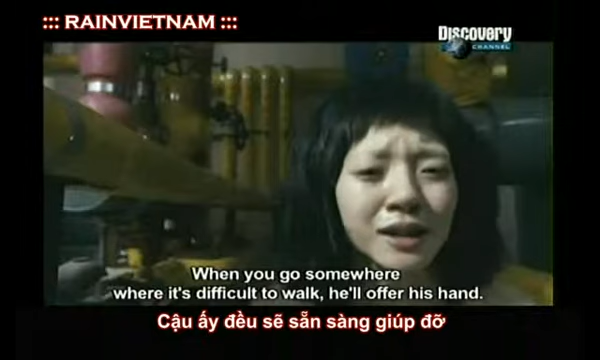 ::: RAINVIETNAM :::
Discovery
CHANNEL
When you go somewhere
where it's difficult to walk, he'll offer his hand.
Cậu ấy đều sẽ sẵn sàng giúp đỡ